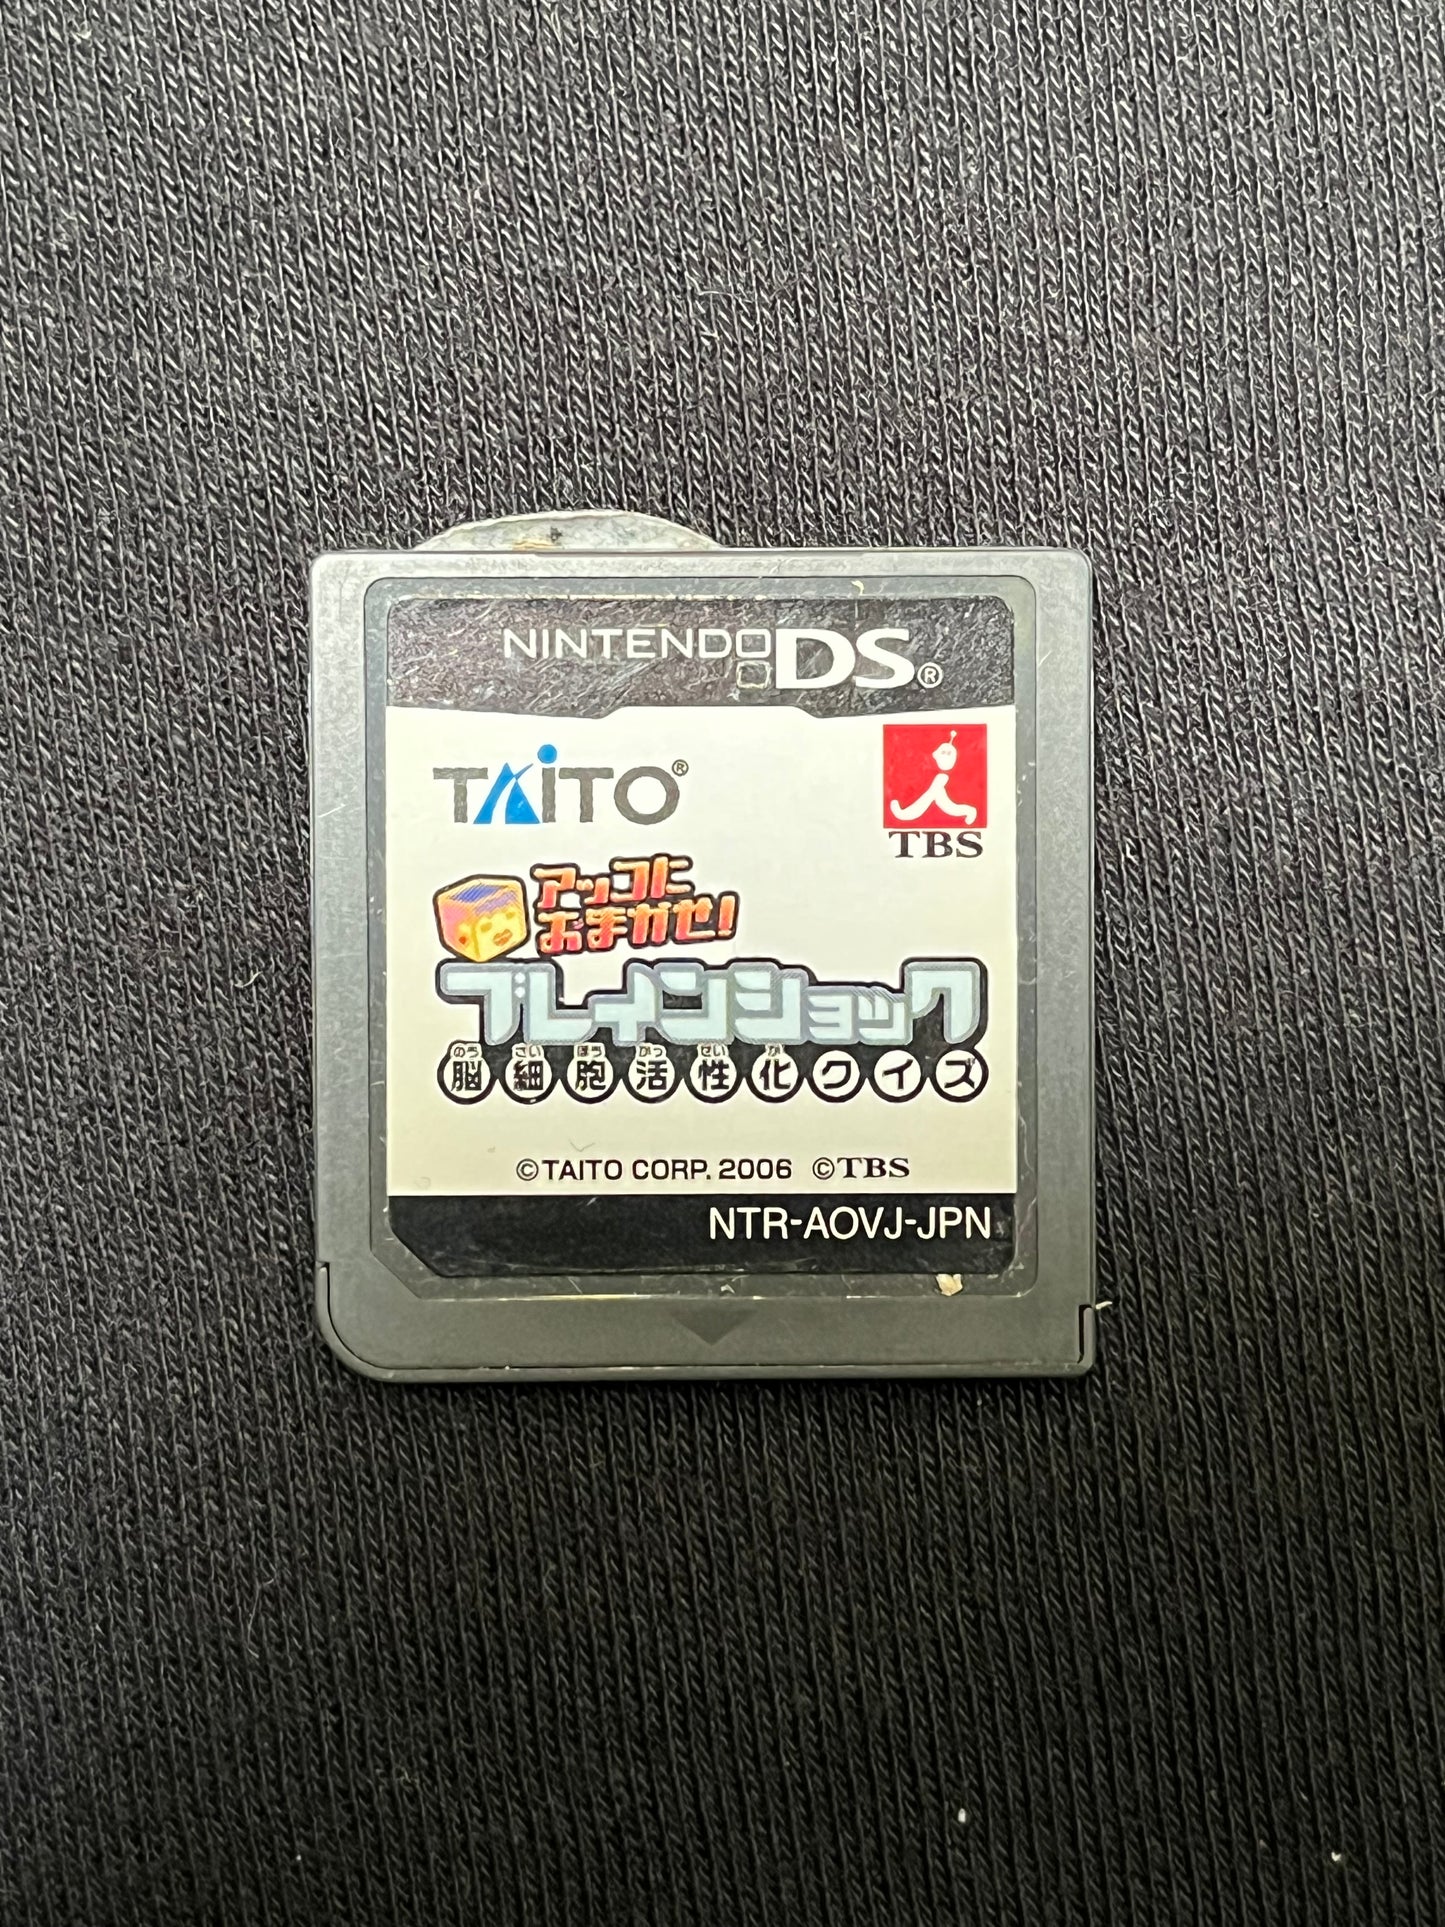 NINTENDO DS®
TAITO®
TBS
アッコに
おまかせ!
ブレインショック
のう さい ほう かっ せい か
脳細胞活性化クイズ
©TAITO CORP. 2006 ©TBS
NTR-AOVJ-JPN